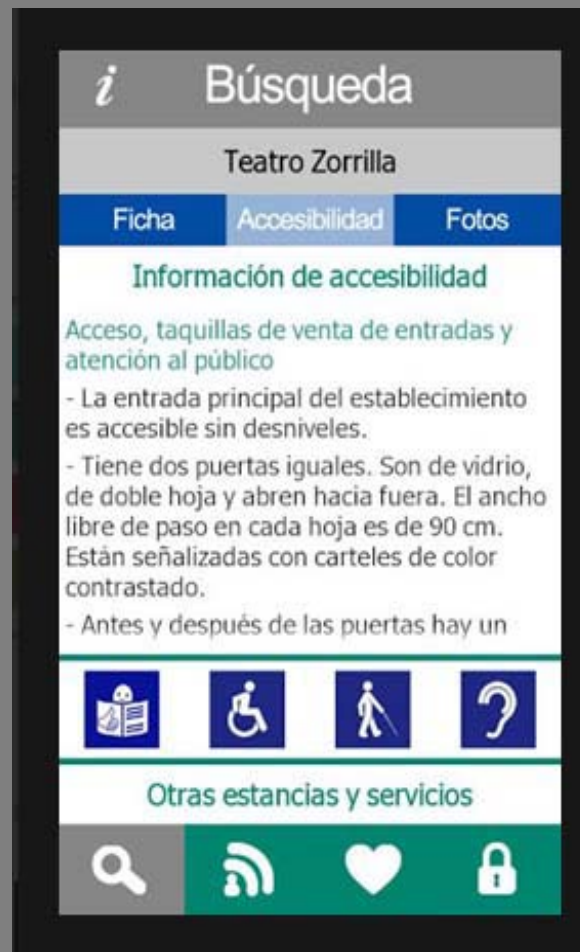 i Búsqueda
Teatro Zorrilla
Ficha Accesibilidad Fotos
Información de accesibilidad
Acceso, taquillas de venta de entradas y
atención al público
- La entrada principal del establecimiento
es accesible sin desniveles.
- Tiene dos puertas iguales. Son de vidrio,
de doble hoja y abren hacia fuera. El ancho
libre de paso en cada hoja es de 90 cm.
Están señalizadas con carteles de color
contrastado.
- Antes y después de las puertas hay un
Otras estancias y servicios